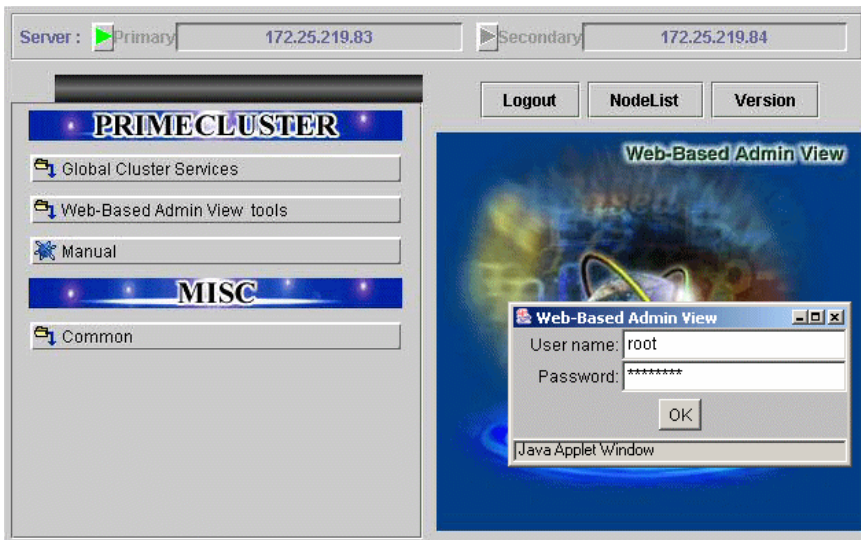 Server : Primary 172.25.219.83 Secondary 172.25.219.84
Logout NodeList Version
PRIMECLUSTER
Global Cluster Services
Web-Based Admin View tools
Manual
MISC
Common
Web-Based Admin View
Web-Based Admin View
User name: root
Password: ********
OK
Java Applet Window